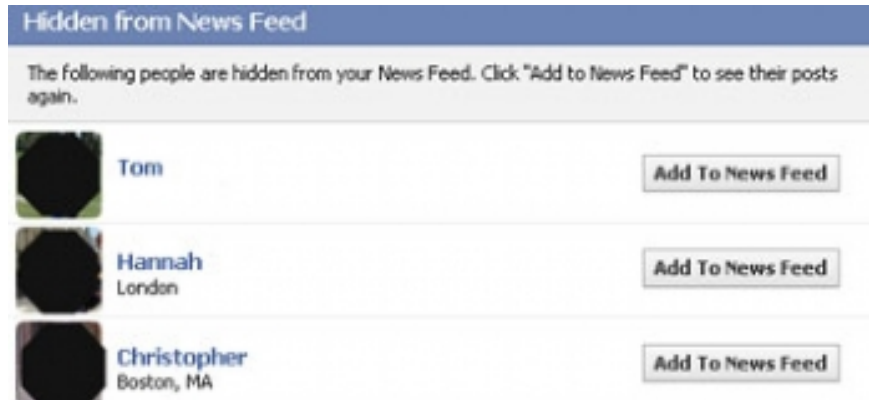 Hidden from News Feed
The following people are hidden from your News Feed. Click "Add to News Feed" to see their posts
again.
Tom
Add To News Feed
Hannah
London
Add To News Feed
Christopher
Boston, MA
Add To News Feed